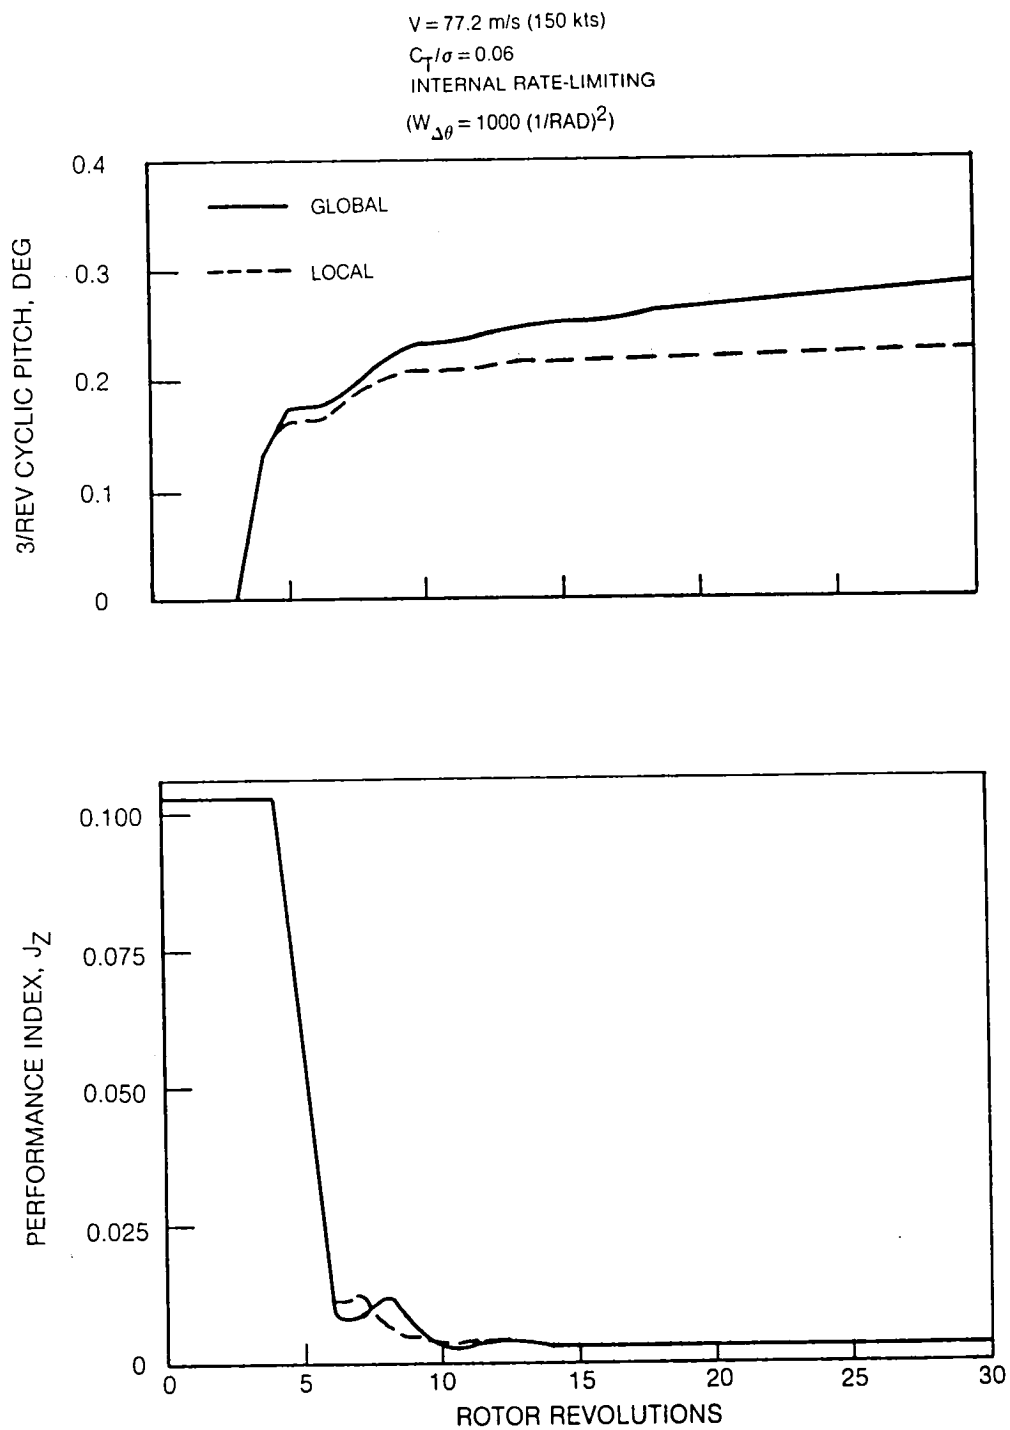 V = 77.2 m/s (150 kts)
C_T/σ = 0.06
INTERNAL RATE-LIMITING
(W_Δθ = 1000 (1/RAD)²)
0.4
GLOBAL
LOCAL
0.3
0.2
0.1
0
3/REV CYCLIC PITCH, DEG
0.100
0.075
0.050
0.025
0
PERFORMANCE INDEX, J_Z
0 5 10 15 20 25 30
ROTOR REVOLUTIONS